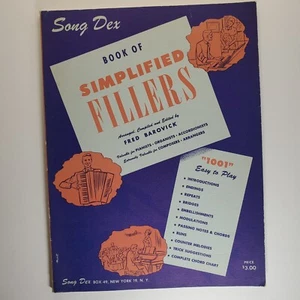 Song Dex
BOOK OF
SIMPLIFIED
FILLERS
Arranged, Compiled and Edited by
FRED BAROVICK
Valuable for PIANISTS - ORGANISTS - ACCORDIONISTS
Extremely Valuable for COMPOSERS - ARRANGERS
"1001"
Easy to Play
• INTRODUCTIONS
• ENDINGS
• REPEATS
• BRIDGES
• EMBELLISHMENTS
• MODULATIONS
• PASSING NOTES & CHORDS
• RUNS
• COUNTER MELODIES
• TRICK SUGGESTIONS
• COMPLETE CHORD CHART
PRICE
$3.00
Song Dex BOX 49, NEW YORK 19, N. Y.